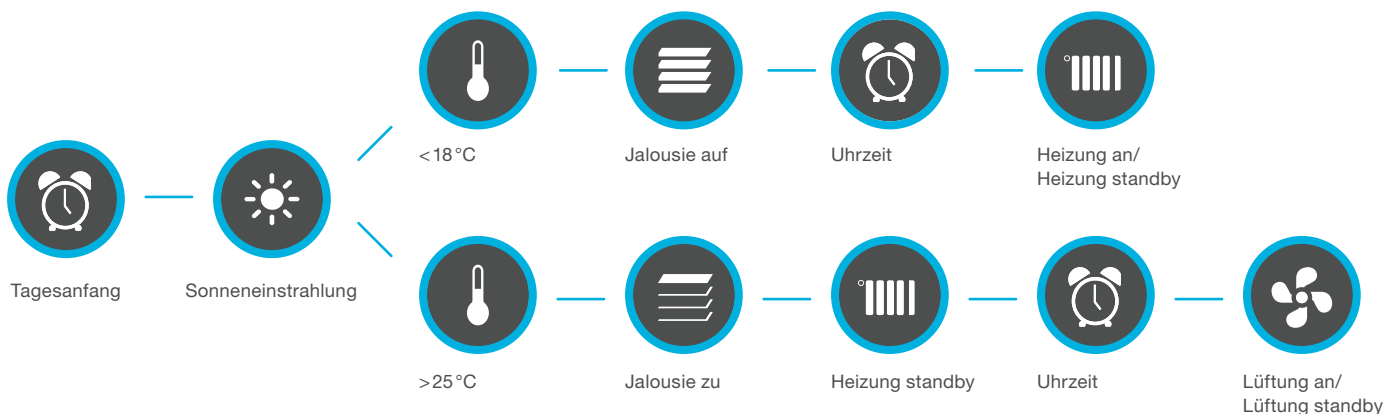 <18 °C
Jalousie auf
Uhrzeit
Heizung an/
Heizung standby
Tagesanfang
Sonneneinstrahlung
>25 °C
Jalousie zu
Heizung standby
Uhrzeit
Lüftung an/
Lüftung standby